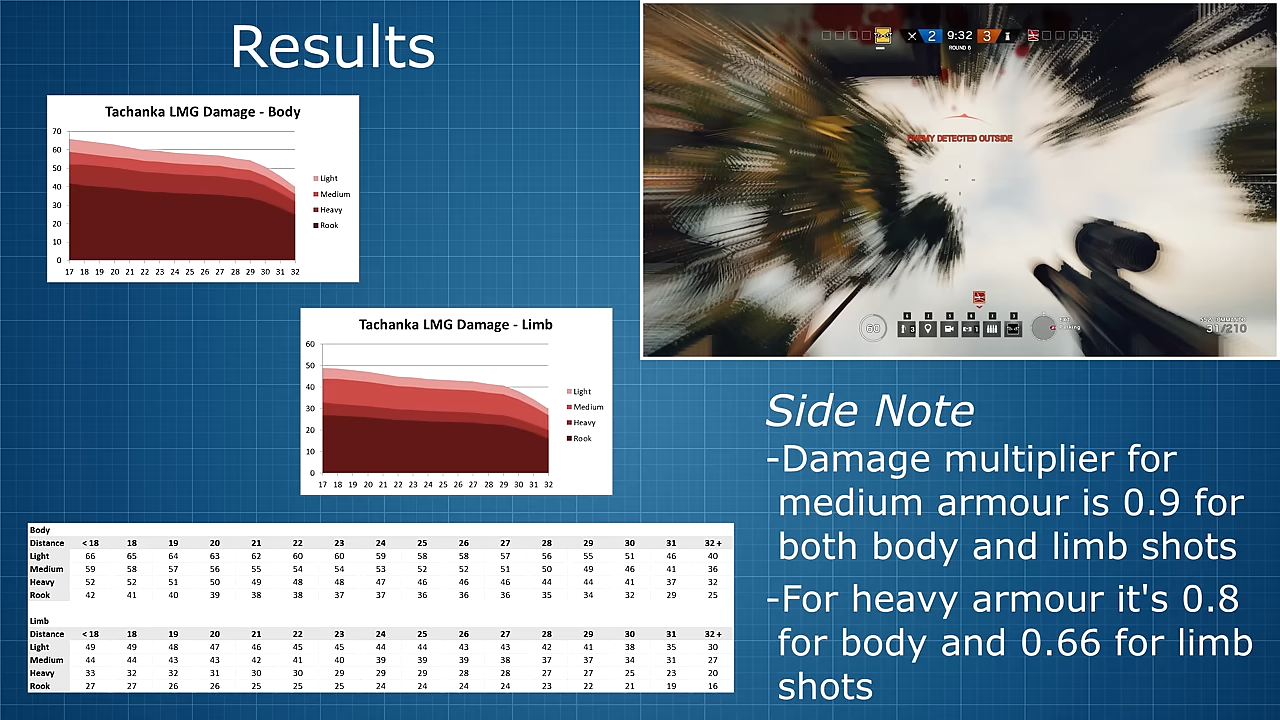 Results
Tachanka LMG Damage - Body
70
60
50
40
30
20
10
0
17 18 19 20 21 22 23 24 25 26 27 28 29 30 31 32
Light
Medium
Heavy
Rook
Tachanka LMG Damage - Limb
60
50
40
30
20
10
0
17 18 19 20 21 22 23 24 25 26 27 28 29 30 31 32
Light
Medium
Heavy
Rook
Body
Distance < 18 18 19 20 21 22 23 24 25 26 27 28 29 30 31 32 +
Light 66 65 64 63 62 60 60 59 58 58 57 56 55 51 46 40
Medium 59 58 57 56 55 54 54 53 52 52 51 50 49 46 41 36
Heavy 52 52 51 50 49 48 48 47 46 46 46 44 44 41 37 32
Rook 42 41 40 39 38 38 37 37 36 36 36 35 34 32 29 25
Limb
Distance < 18 18 19 20 21 22 23 24 25 26 27 28 29 30 31 32 +
Light 49 49 48 47 46 45 45 44 44 43 43 42 41 38 35 30
Medium 44 44 43 43 42 41 40 39 39 39 38 37 37 34 31 27
Heavy 33 32 32 31 30 30 29 29 29 28 28 27 27 25 23 20
Rook 27 27 26 26 25 25 25 24 24 24 24 23 22 21 19 16
2 9:32 3
ROUND 6
ENEMY DETECTED OUTSIDE
60
31/210
Side Note
-Damage multiplier for
medium armour is 0.9 for
both body and limb shots
-For heavy armour it's 0.8
for body and 0.66 for limb
shots